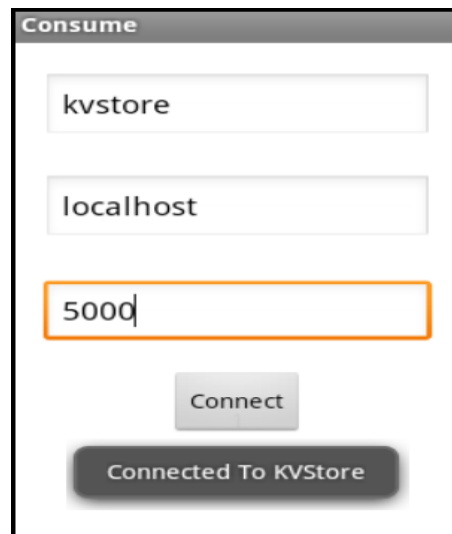 Consume
kvstore
localhost
5000
Connect
Connected To KVStore